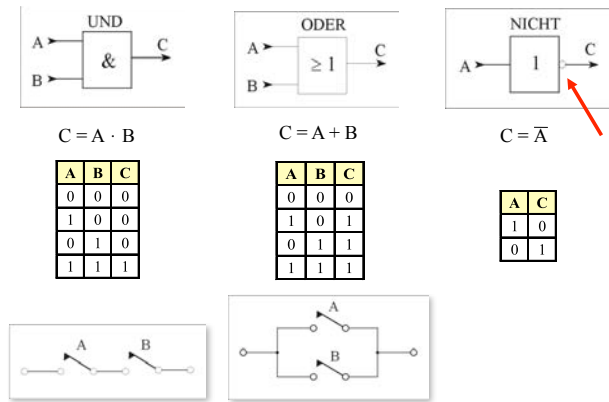 UND
A
B
&
C
ODER
A
B
≥ 1
C
NICHT
A
1
C
C = A · B
C = A + B
C = A̅
A B C
0 0 0
1 0 0
0 1 0
1 1 1
A B C
0 0 0
1 0 1
0 1 1
1 1 1
A C
1 0
0 1
A B
A
B